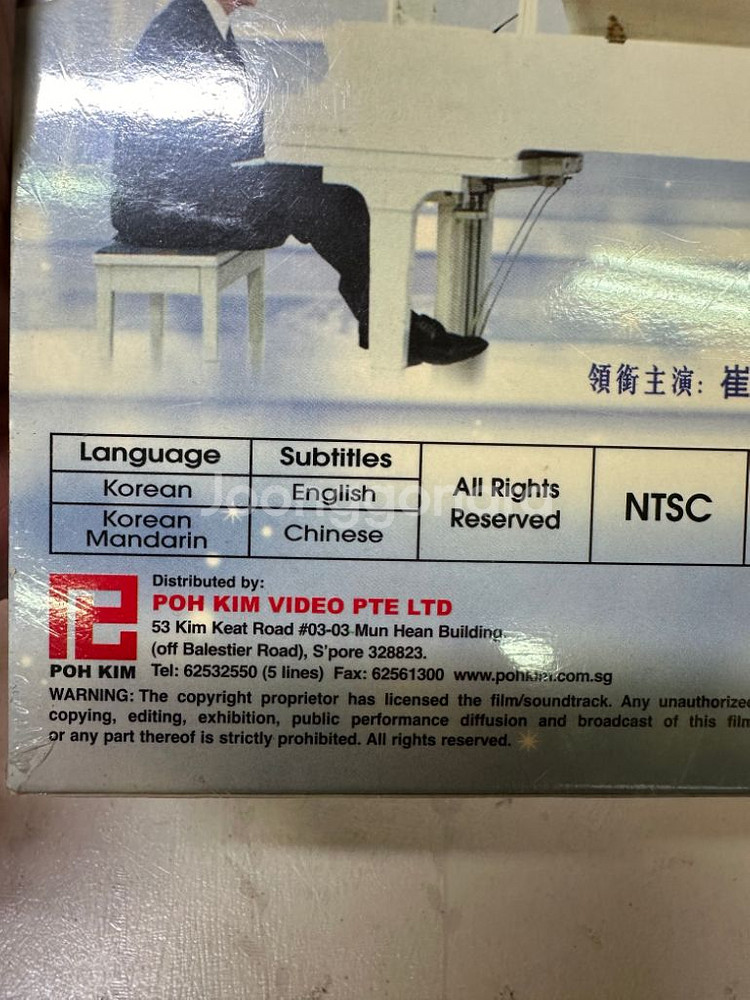 領銜主演: 崔
Language Subtitles
Korean English
Korean Mandarin Chinese
All Rights Reserved
NTSC
Joonggonara
Distributed by:
POH KIM VIDEO PTE LTD
53 Kim Keat Road #03-03 Mun Hean Building,
(off Balestier Road), S'pore 328823.
POH KIM
Tel: 62532550 (5 lines) Fax: 62561300 www.pohkim.com.sg
WARNING: The copyright proprietor has licensed the film/soundtrack. Any unauthorized
copying, editing, exhibition, public performance diffusion and broadcast of this film
or any part thereof is strictly prohibited. All rights reserved.